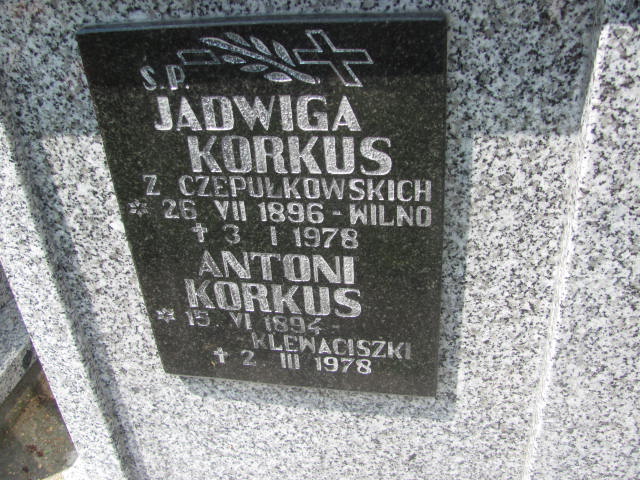 Ś.P.
JADWIGA
KORKUS
Z CZEPUŁKOWSKICH
* 26 VII 1896 - WILNO
† 3 I 1978
ANTONI
KORKUS
* 15 VI 1894 -
KLEWACISZKI
† 2 III 1978